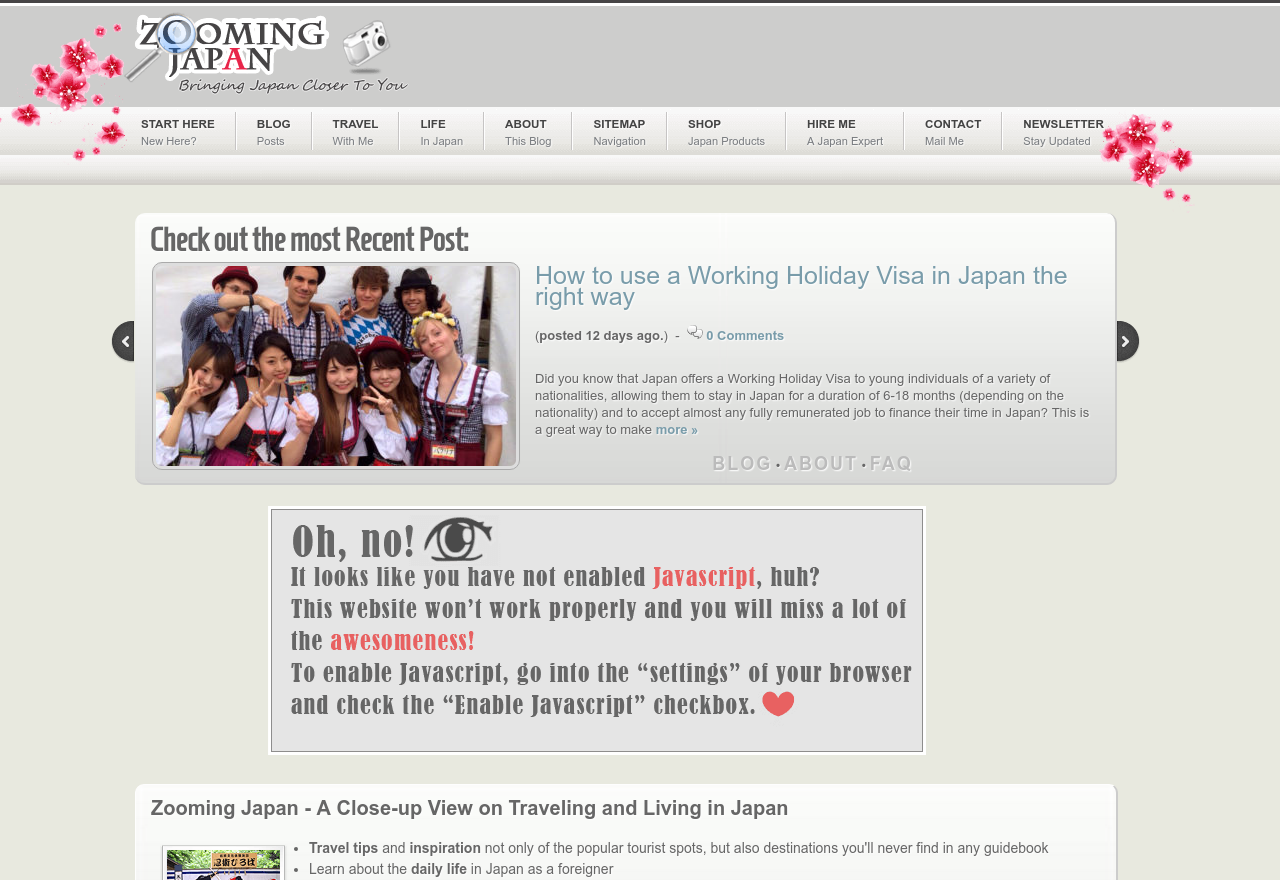 ZOOMING
JAPAN
Bringing Japan Closer To You
START HERE
New Here?
BLOG
Posts
TRAVEL
With Me
LIFE
In Japan
ABOUT
This Blog
SITEMAP
Navigation
SHOP
Japan Products
HIRE ME
A Japan Expert
CONTACT
Mail Me
NEWSLETTER
Stay Updated
Check out the most Recent Post:
How to use a Working Holiday Visa in Japan the
right way
(posted 12 days ago.) - 0 Comments
Did you know that Japan offers a Working Holiday Visa to young individuals of a variety of
nationalities, allowing them to stay in Japan for a duration of 6-18 months (depending on the
nationality) and to accept almost any fully remunerated job to finance their time in Japan? This is
a great way to make more »
BLOG • ABOUT • FAQ
Oh, no!
It looks like you have not enabled Javascript, huh?
This website won’t work properly and you will miss a lot of
the awesomeness!
To enable Javascript, go into the “settings” of your browser
and check the “Enable Javascript” checkbox.
Zooming Japan - A Close-up View on Traveling and Living in Japan
• Travel tips and inspiration not only of the popular tourist spots, but also destinations you'll never find in any guidebook
• Learn about the daily life in Japan as a foreigner